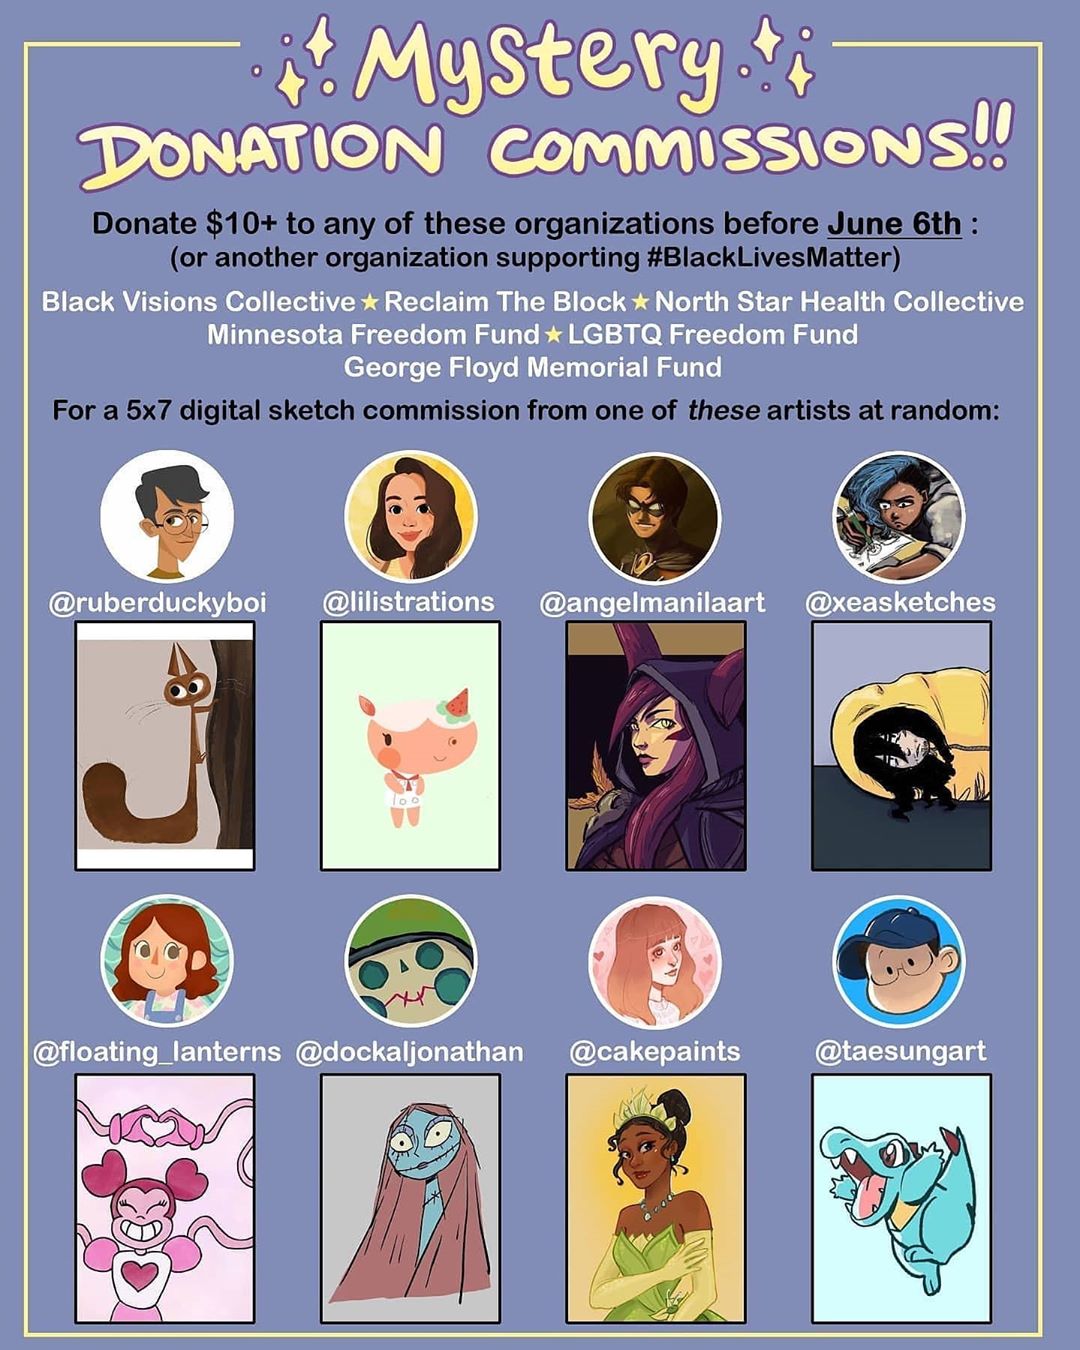 Mystery
DONATION COMMISSIONS!!
Donate $10+ to any of these organizations before June 6th :
(or another organization supporting #BlackLivesMatter)
Black Visions Collective ★ Reclaim The Block ★ North Star Health Collective
Minnesota Freedom Fund ★ LGBTQ Freedom Fund
George Floyd Memorial Fund
For a 5x7 digital sketch commission from one of these artists at random:
@ruberduckyboi @lilistrations @angelmanilaart @xeasketches
@floating_lanterns @dockaljonathan @cakepaints @taesungart